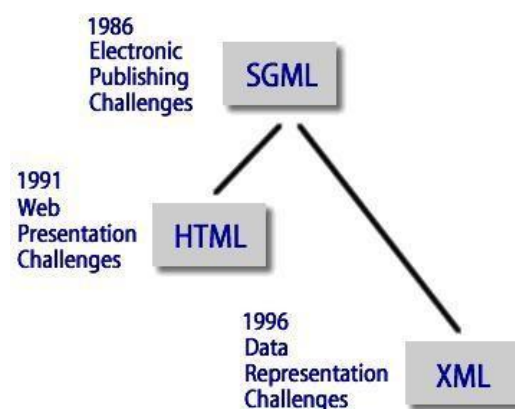 1986
Electronic
Publishing
Challenges
SGML
1991
Web
Presentation
Challenges
HTML
1996
Data
Representation
Challenges
XML